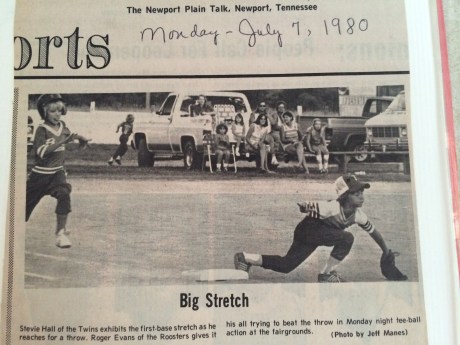 The Newport Plain Talk, Newport, Tennessee
Monday - July 7, 1980
orts
Big Stretch
Stevie Hall of the Twins exhibits the first-base stretch as he
reaches for a throw. Roger Evans of the Roosters gives it
his all trying to beat the throw in Monday night tee-ball
action at the fairgrounds.
(Photo by Jeff Manes)